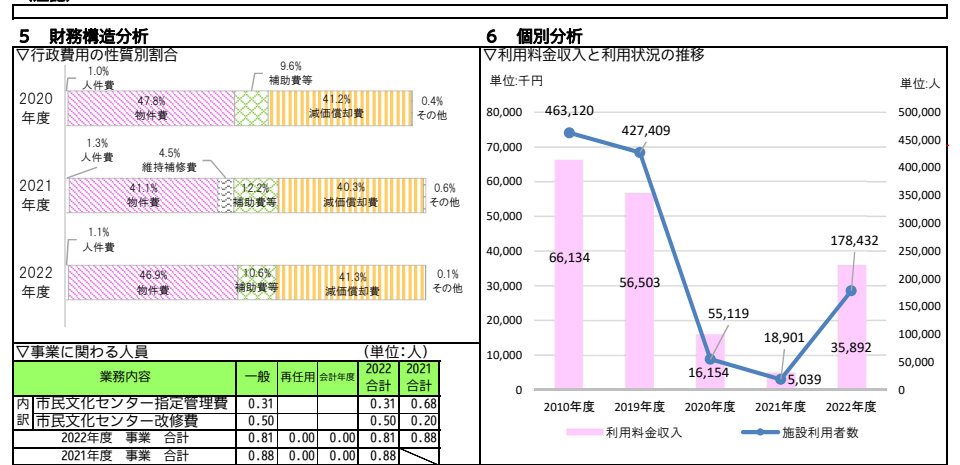 5 財務構造分析
▽行政費用の性質別割合
1.0%
人件費
9.6%
補助費等
2020
年度
47.8%
物件費
41.2%
減価償却費
0.4%
その他
1.3%
人件費
4.5%
維持補修費
2021
年度
41.1%
物件費
12.2%
補助費等
40.3%
減価償却費
0.6%
その他
1.1%
人件費
2022
年度
46.9%
物件費
10.6%
補助費等
41.3%
減価償却費
0.1%
その他
▽事業に関わる人員 (単位:人)
業務内容 一般 再任用 会計年度 2022合計 2021合計
内訳 市民文化センター指定管理費 0.31 0.31 0.68
市民文化センター改修費 0.50 0.50 0.20
2022年度 事業 合計 0.81 0.00 0.00 0.81 0.88
2021年度 事業 合計 0.88 0.00 0.00 0.88
6 個別分析
▽利用料金収入と利用状況の推移
単位:千円 単位:人
80,000
70,000
60,000
50,000
40,000
30,000
20,000
10,000
0
463,120
427,409
55,119
18,901
178,432
66,134
56,503
16,154
5,039
35,892
500,000
450,000
400,000
350,000
300,000
250,000
200,000
150,000
100,000
50,000
0
2010年度 2019年度 2020年度 2021年度 2022年度
利用料金収入 施設利用者数